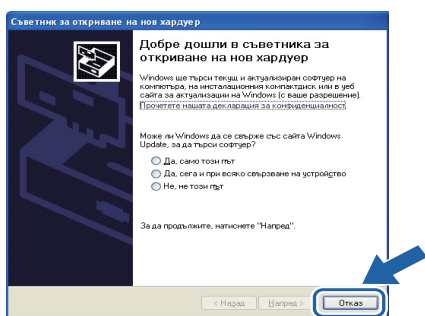 Съветник за откриване на нов хардуер
Добре дошли в съветника за
откриване на нов хардуер
Windows ще търси текущ и актуализиран софтуер на
компютъра, на инсталационния компактдиск или в уеб
сайта за актуализации на Windows (с ваше разрешение).
Прочетете нашата декларация за конфиденциалност
Може ли Windows да се свърже със сайта Windows
Update, за да търси софтуер?
Да, само този път
Да, сега и при всяко свързване на устройство
Не, не този път
За да продължите, натиснете "Напред".
< Назад
Напред >
Отказ